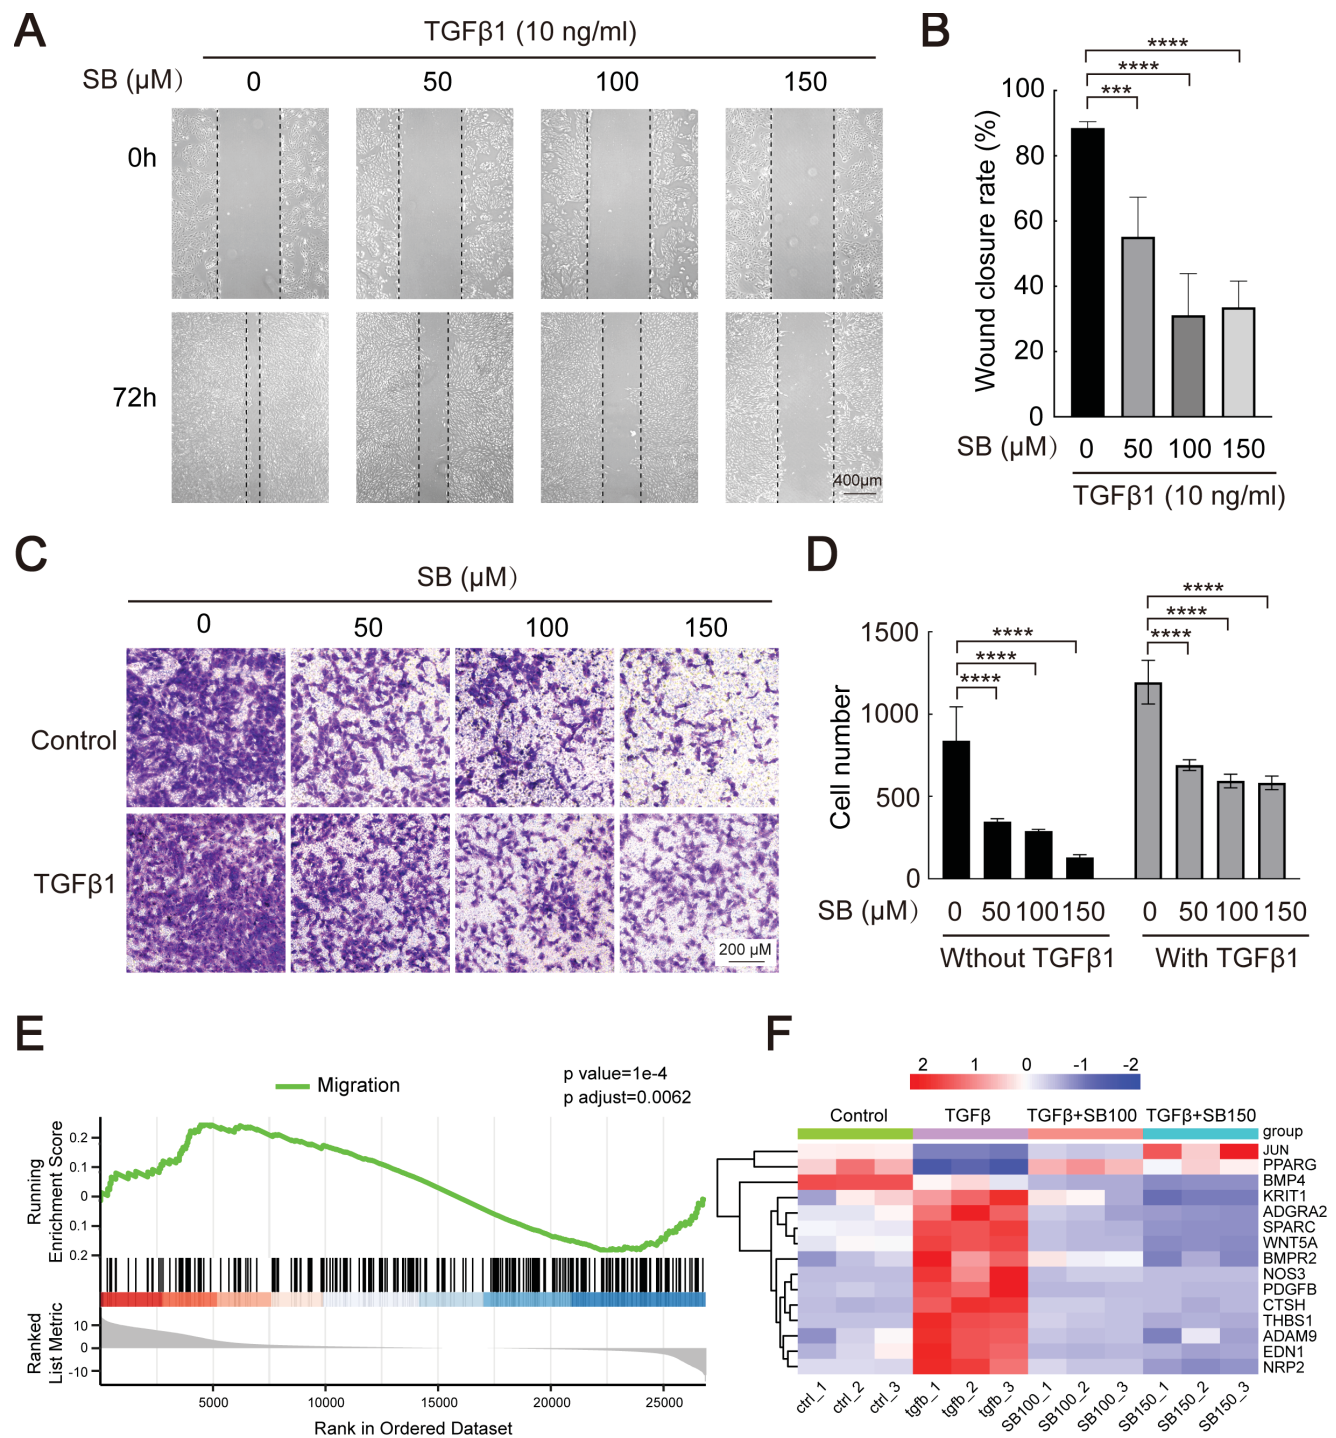 A
TGFβ1 (10 ng/ml)
SB (μM) 0 50 100 150
0h
72h
400μm
B
**** 
****
***
Wound closure rate (%)
100
80
60
40
20
0
SB (μM) 0 50 100 150
TGFβ1 (10 ng/ml)
C
SB (μM)
0 50 100 150
Control
TGFβ1
200 μM
D
****
****
****
****
****
****
Cell number
1500
1000
500
0
SB (μM) 0 50 100 150 0 50 100 150
Wthout TGFβ1 With TGFβ1
E
Migration
p value=1e-4
p adjust=0.0062
Running
Enrichment Score
0.2
0.1
0
0.1
0.2
Ranked
List Metric
10
0
-10
5000 10000 15000 20000 25000
Rank in Ordered Dataset
F
2 1 0 -1 -2
Control TGFβ TGFβ+SB100 TGFβ+SB150
group
JUN
PPARG
BMP4
KRIT1
ADGRA2
SPARC
WNT5A
BMPR2
NOS3
PDGFB
CTSH
THBS1
ADAM9
EDN1
NRP2
ctrl_1 ctrl_2 ctrl_3 tgfb_1 tgfb_2 tgfb_3 SB100_1 SB100_2 SB100_3 SB150_1 SB150_2 SB150_3